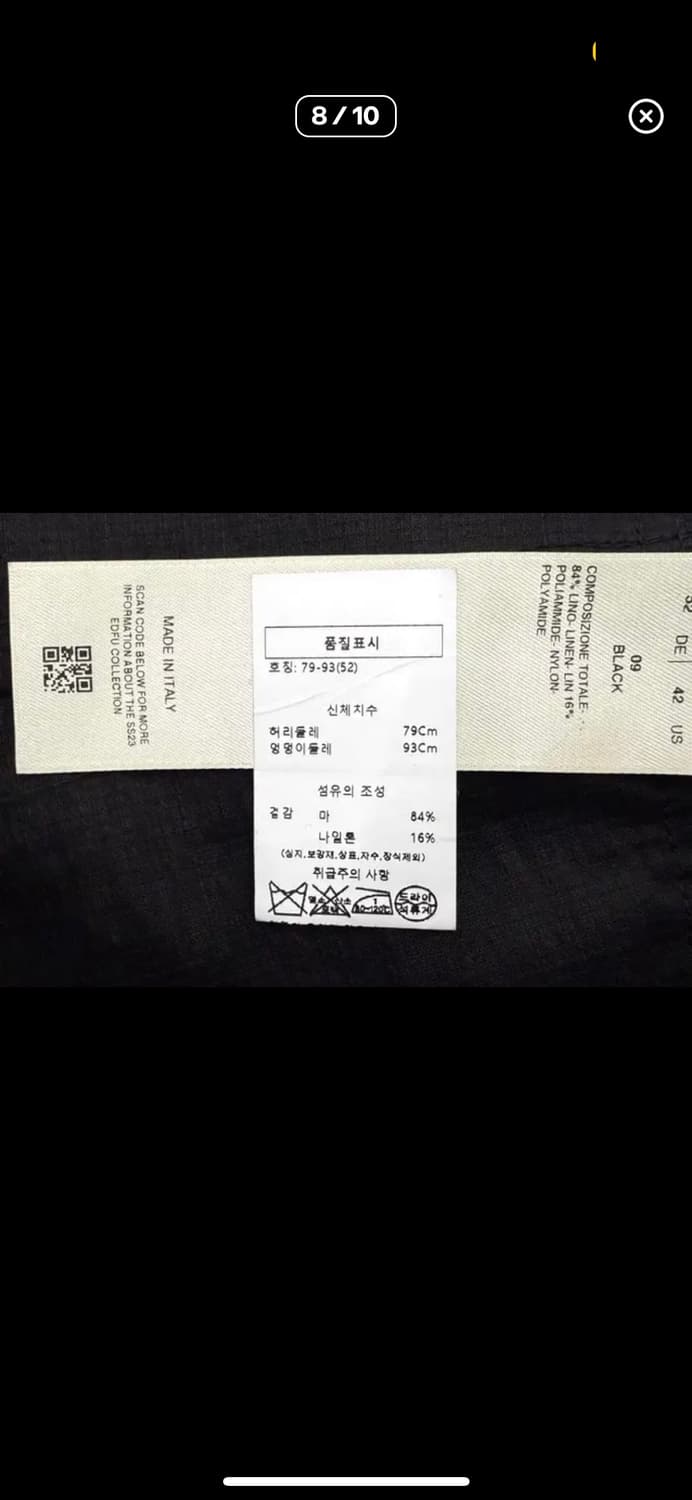 8 / 10
MADE IN ITALY
SCAN CODE BELOW FOR MORE
INFORMATION ABOUT THE SS23
EDFU COLLECTION
품질표시
호칭: 79-93(52)
신체치수
허리둘레 79Cm
엉덩이둘레 93Cm
섬유의 조성
겉감 마 84%
나일론 16%
(심지,보강재,상표,자수,장식제외)
취급주의 사항
드라이
석유계
DE
42
US
09
BLACK
COMPOSIZIONE TOTALE:
84% LINO- LINEN- LIN 16%
POLIAMMIDE- NYLON-
POLYAMIDE